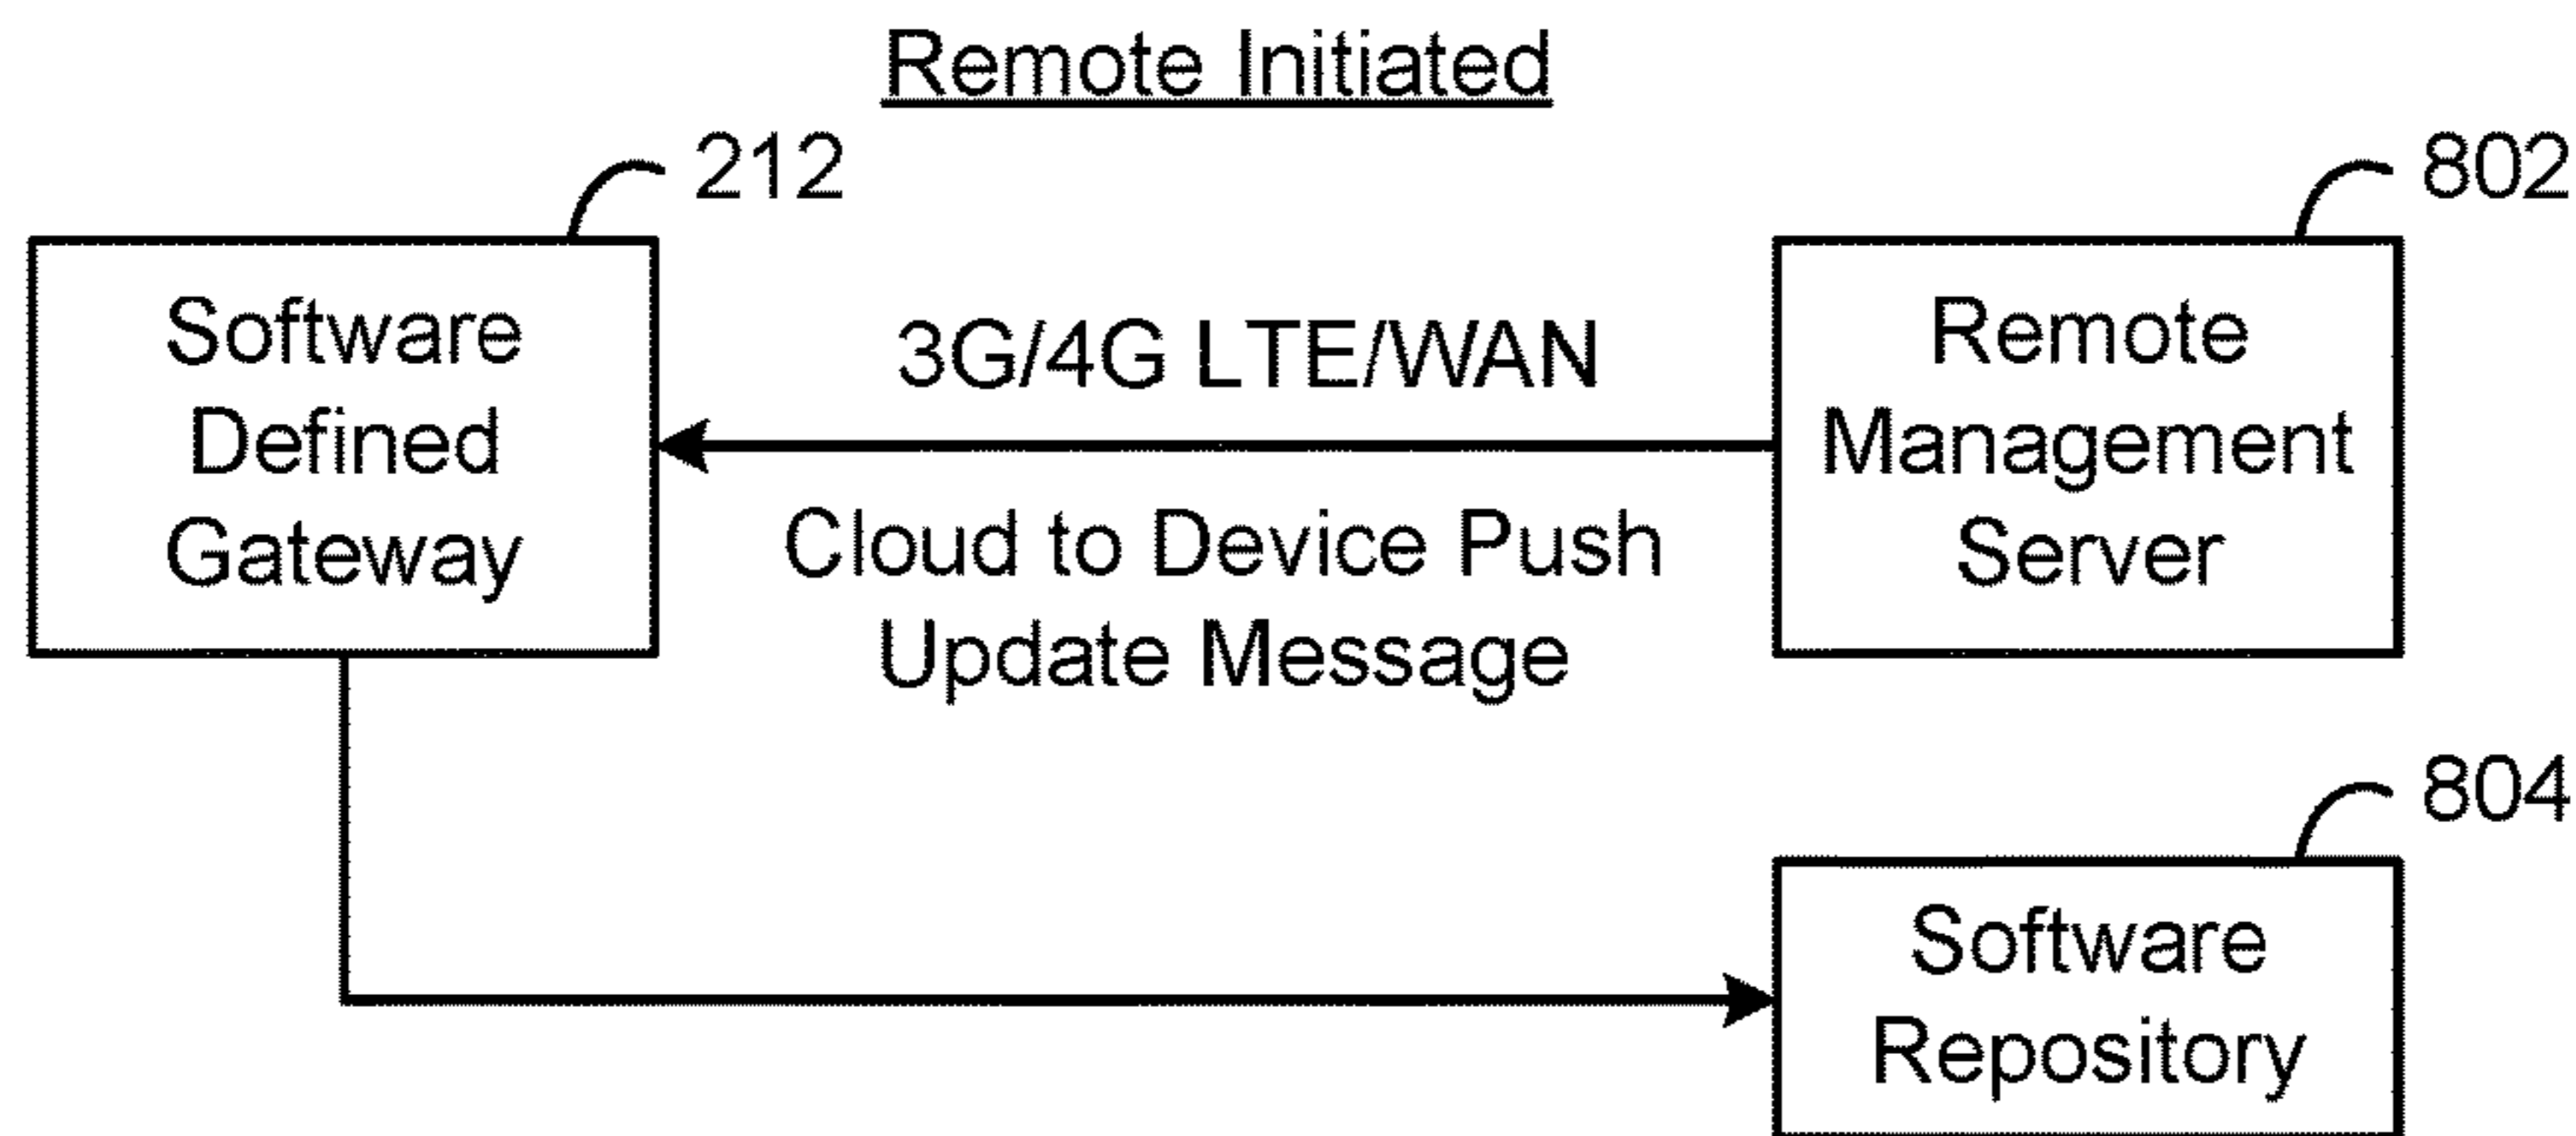 Remote Initiated
212
802
Software
Defined
Gateway
3G/4G LTE/WAN
Cloud to Device Push
Update Message
Remote
Management
Server
804
Software
Repository